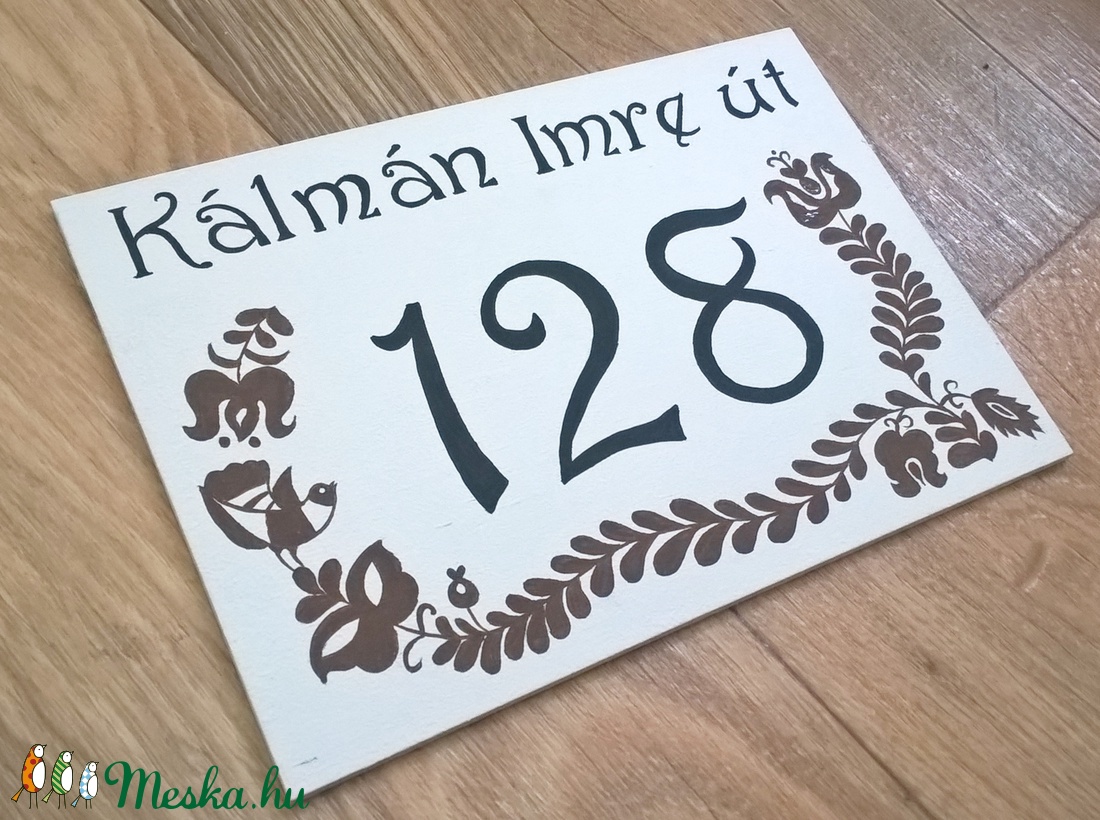 Kálmán Imre út
128
Meska.hu